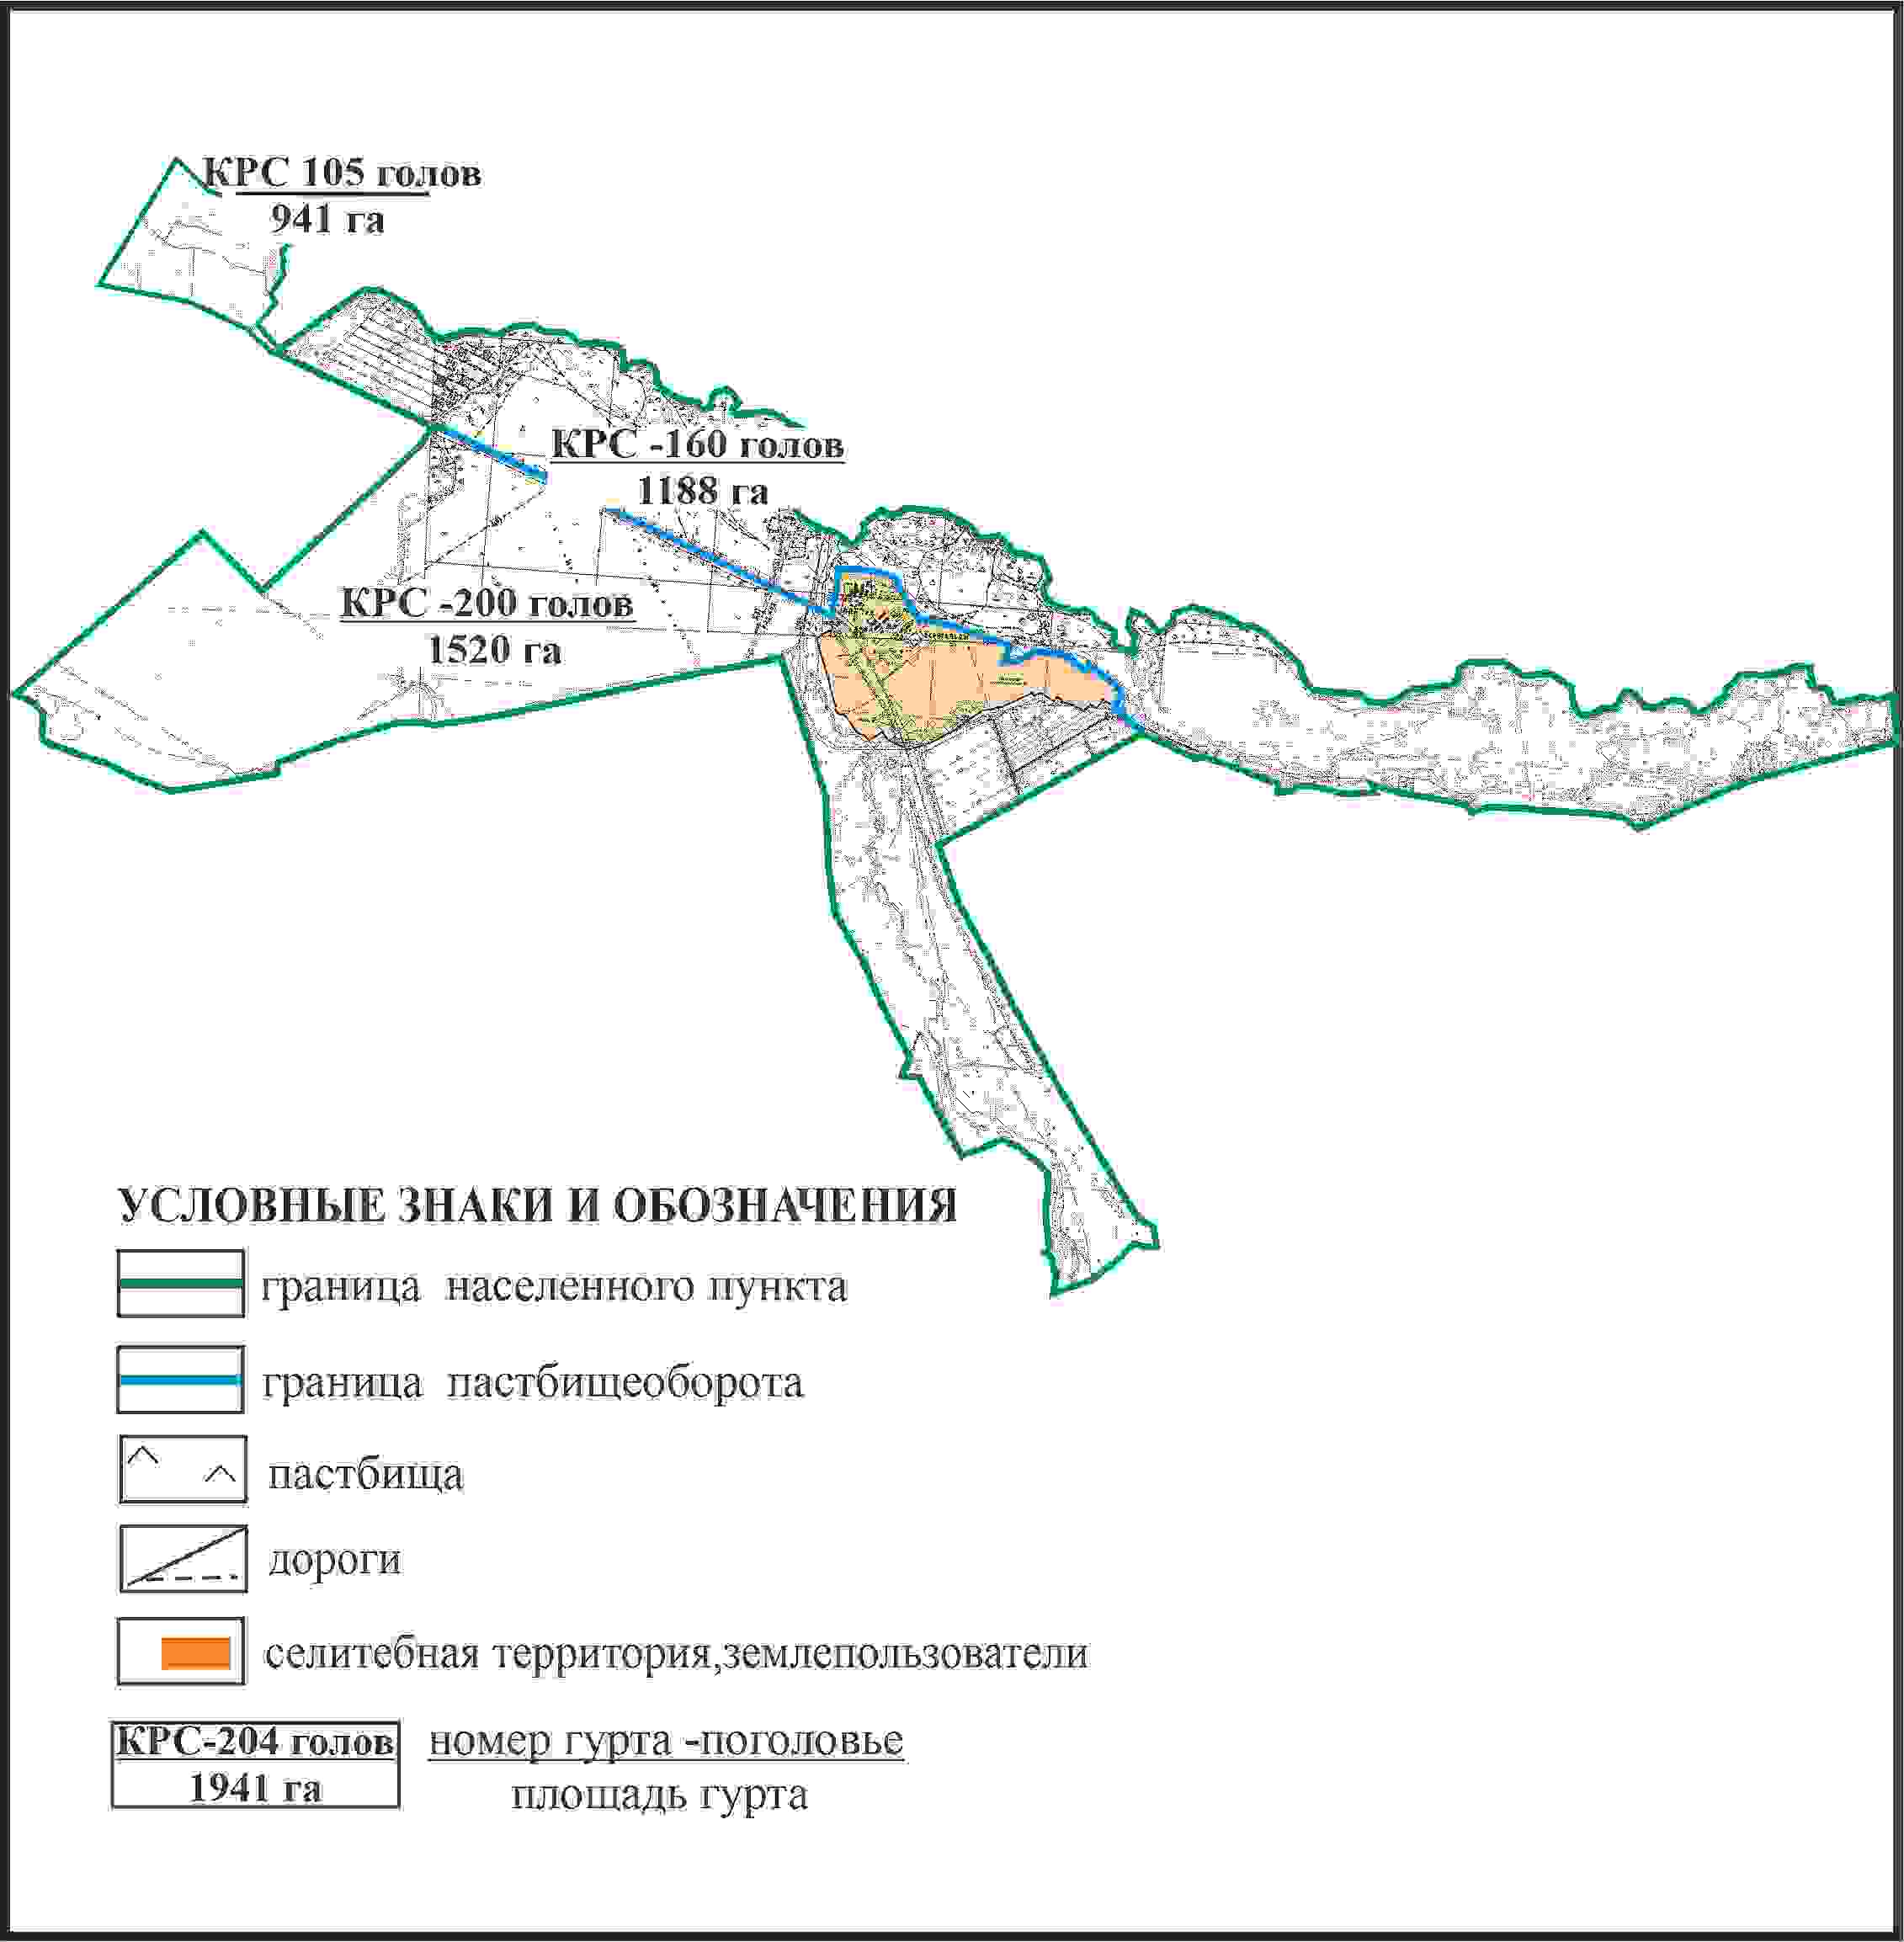 КРС 105 голов
941 га
КРС -160 голов
1188 га
КРС -200 голов
1520 га
УСЛОВНЫЕ ЗНАКИ И ОБОЗНАЧЕНИЯ
граница населенного пункта
граница пастбищеоборота
пастбища
дороги
селитебная территория,землепользователи
КРС-204 голов
1941 га
номер гурта -поголовье
площадь гурта